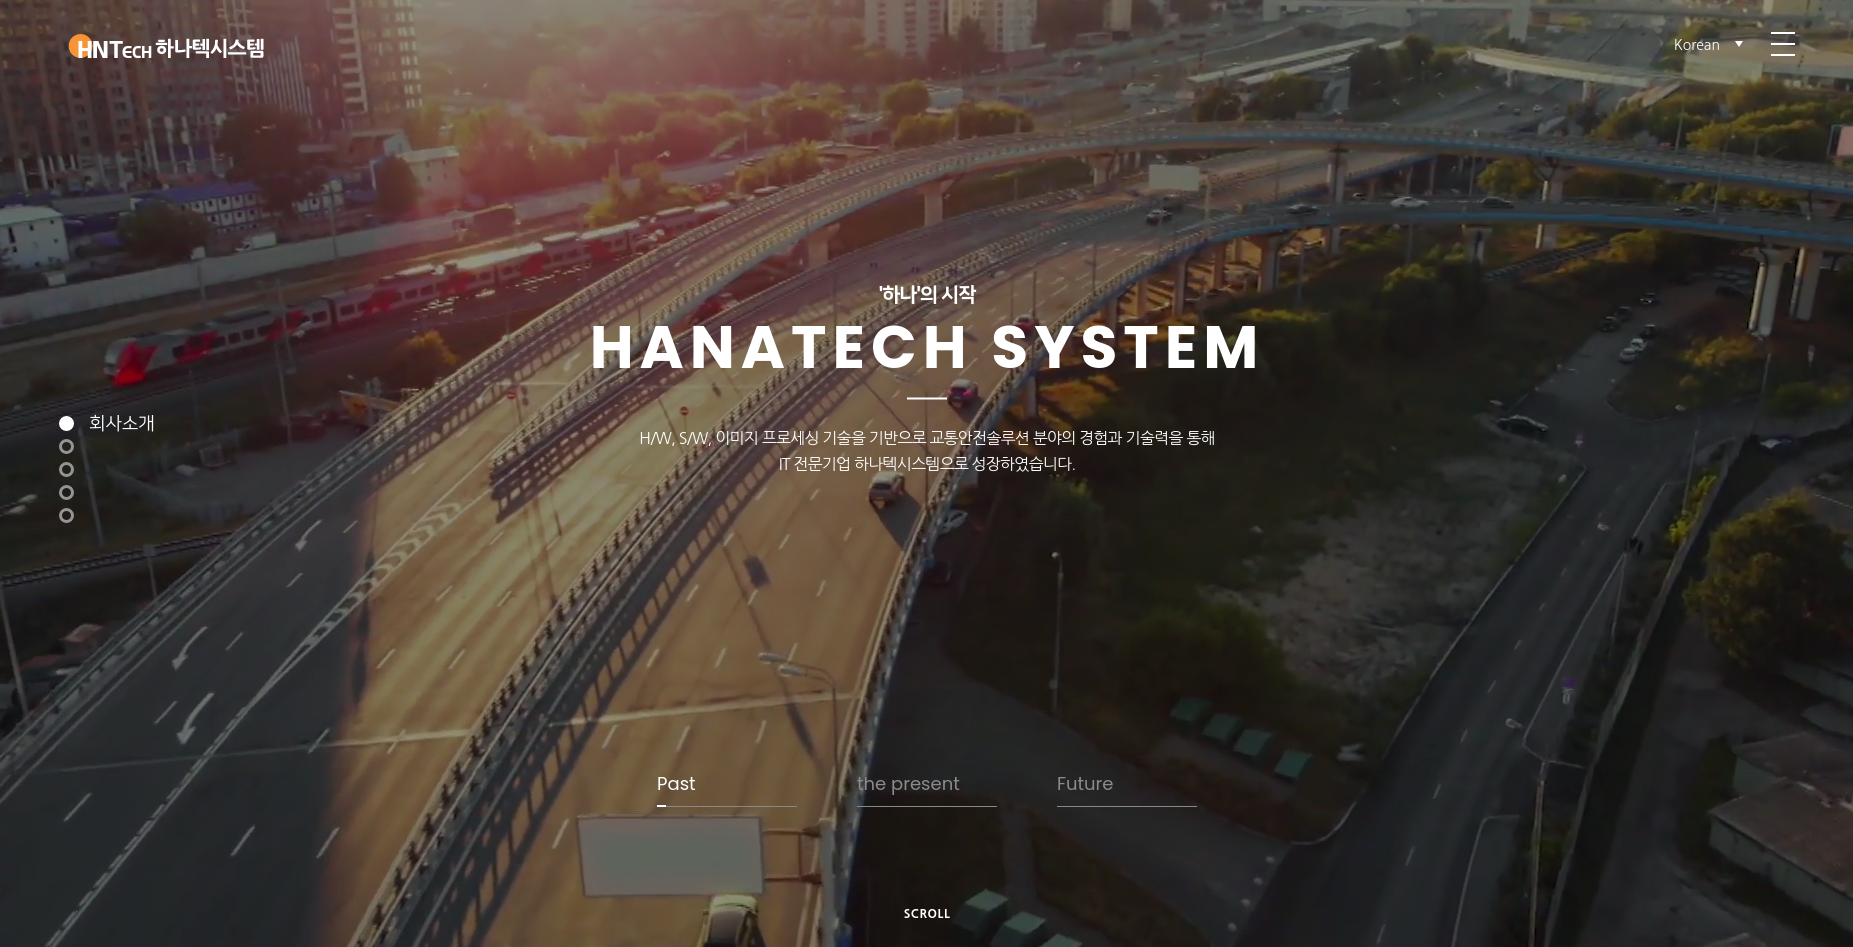 HNTECH 하나텍시스템
Korean
'하나'의 시작
HANATECH SYSTEM
H/W, S/W, 이미지 프로세싱 기술을 기반으로 교통안전솔루션 분야의 경험과 기술력을 통해
IT 전문기업 하나텍시스템으로 성장하였습니다.
회사소개
Past
the present
Future
SCROLL